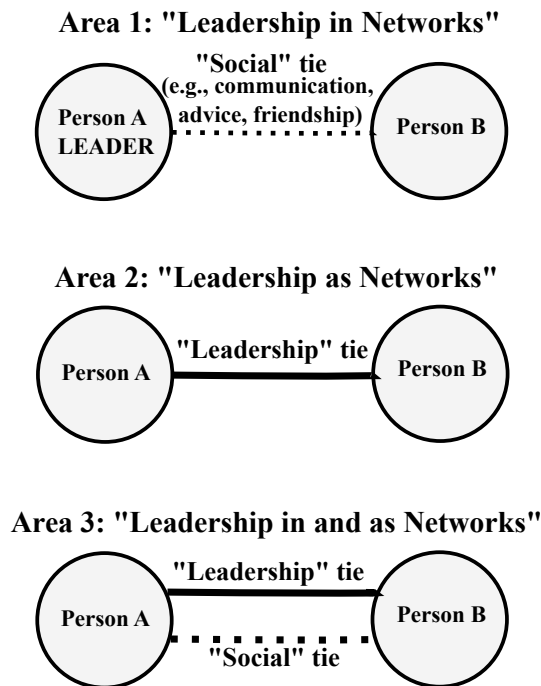 Area 1: "Leadership in Networks"
"Social" tie
(e.g., communication,
advice, friendship)
Person A
LEADER
Person B
Area 2: "Leadership as Networks"
"Leadership" tie
Person A
Person B
Area 3: "Leadership in and as Networks"
"Leadership" tie
Person A
Person B
"Social" tie